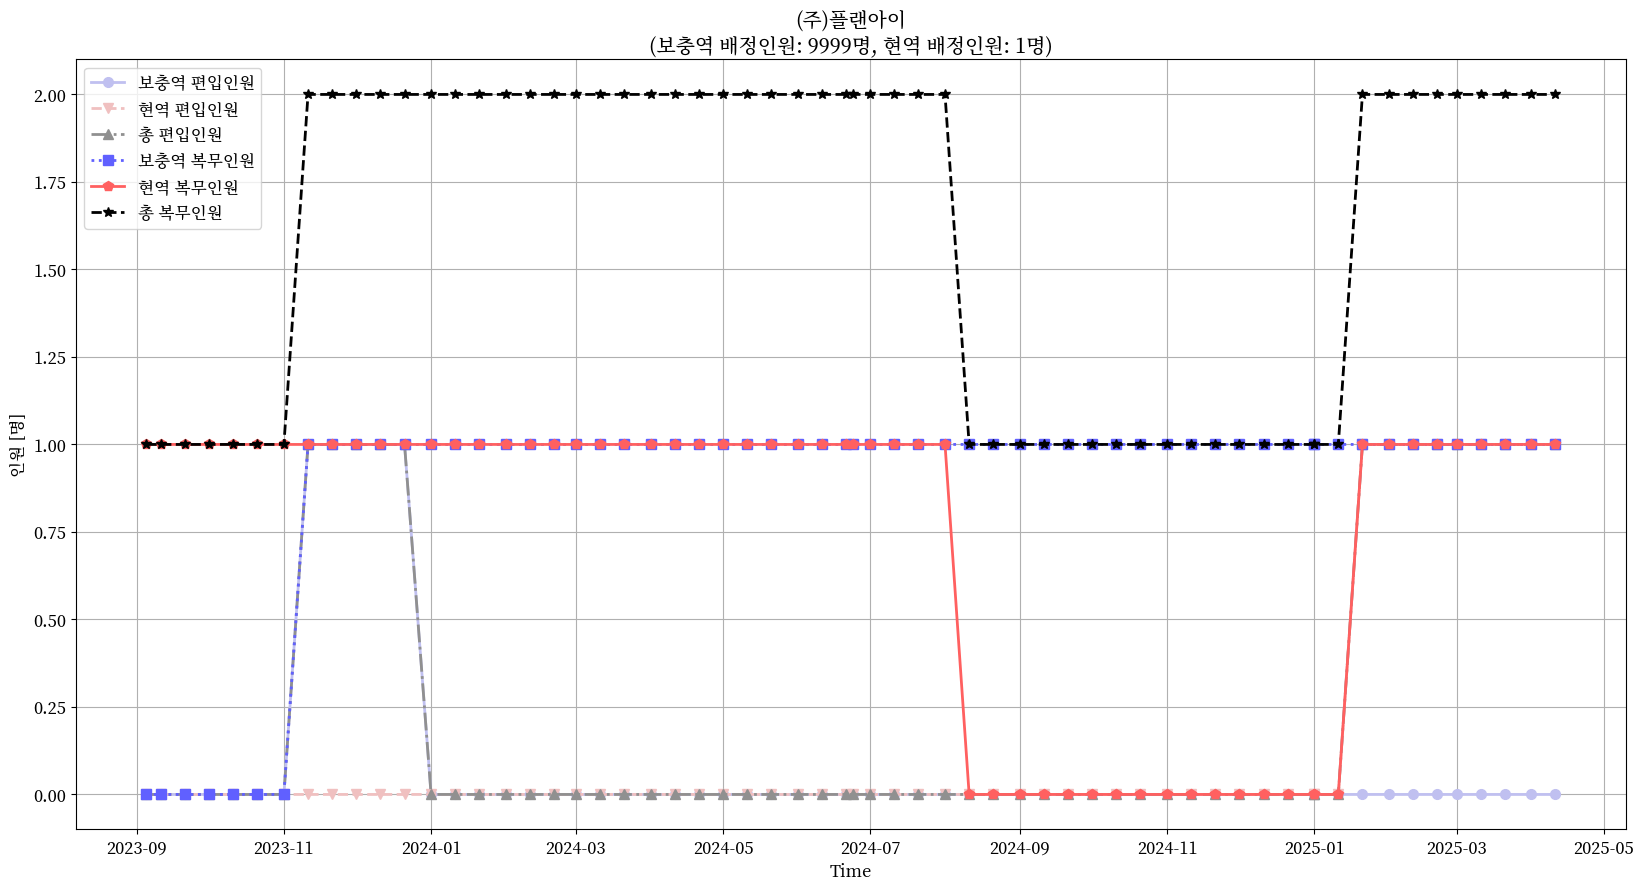 (주)플랜아이
(보충역 배정인원: 9999명, 현역 배정인원: 1명)
보충역 편입인원
현역 편입인원
총 편입인원
보충역 복무인원
현역 복무인원
총 복무인원
인원 [명]
2.00
1.75
1.50
1.25
1.00
0.75
0.50
0.25
0.00
2023-09 2023-11 2024-01 2024-03 2024-05 2024-07 2024-09 2024-11 2025-01 2025-03 2025-05
Time